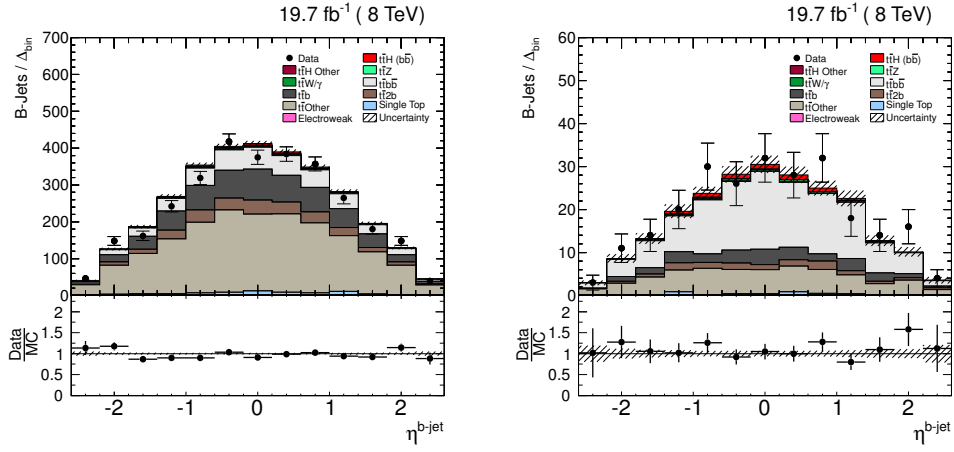 19.7 fb⁻¹ ( 8 TeV)
B-Jets / Δbin
700
600
500
400
300
200
100
0
Data
tt̄H (bb̄)
tt̄H Other
tt̄Z
tt̄W/γ
tt̄bb̄
tt̄b
tt̄2b
tt̄Other
Single Top
Electroweak
Uncertainty
Data
MC
2
1.5
1
0.5
0
-2 -1 0 1 2
η^b-jet
19.7 fb⁻¹ ( 8 TeV)
B-Jets / Δbin
60
50
40
30
20
10
0
Data
tt̄H (bb̄)
tt̄H Other
tt̄Z
tt̄W/γ
tt̄bb̄
tt̄b
tt̄2b
tt̄Other
Single Top
Electroweak
Uncertainty
Data
MC
2
1.5
1
0.5
0
-2 -1 0 1 2
η^b-jet